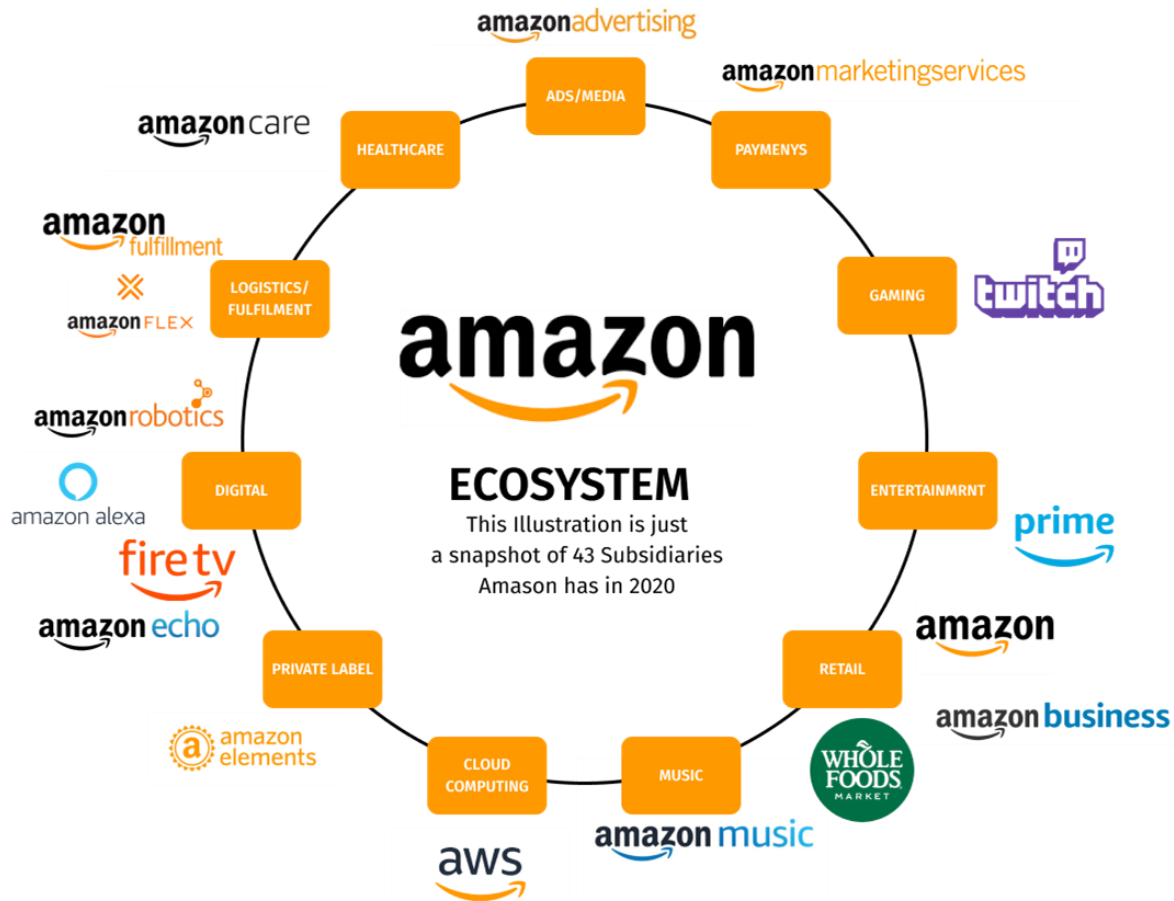 amazonadvertising
amazonmarketingservices
ADS/MEDIA
amazoncare
HEALTHCARE
PAYMENYS
amazon
fulfillment
LOGISTICS/
FULFILMENT
GAMING
twitch
amazonFLEX
amazon
amazonrobotics
DIGITAL
amazon alexa
ECOSYSTEM
This Illustration is just
a snapshot of 43 Subsidiaries
Amason has in 2020
ENTERTAINMRNT
prime
fire tv
amazon echo
PRIVATE LABEL
RETAIL
amazon
amazon business
a
amazon
elements
CLOUD
COMPUTING
MUSIC
WHOLE
FOODS
MARKET
aws
amazon music